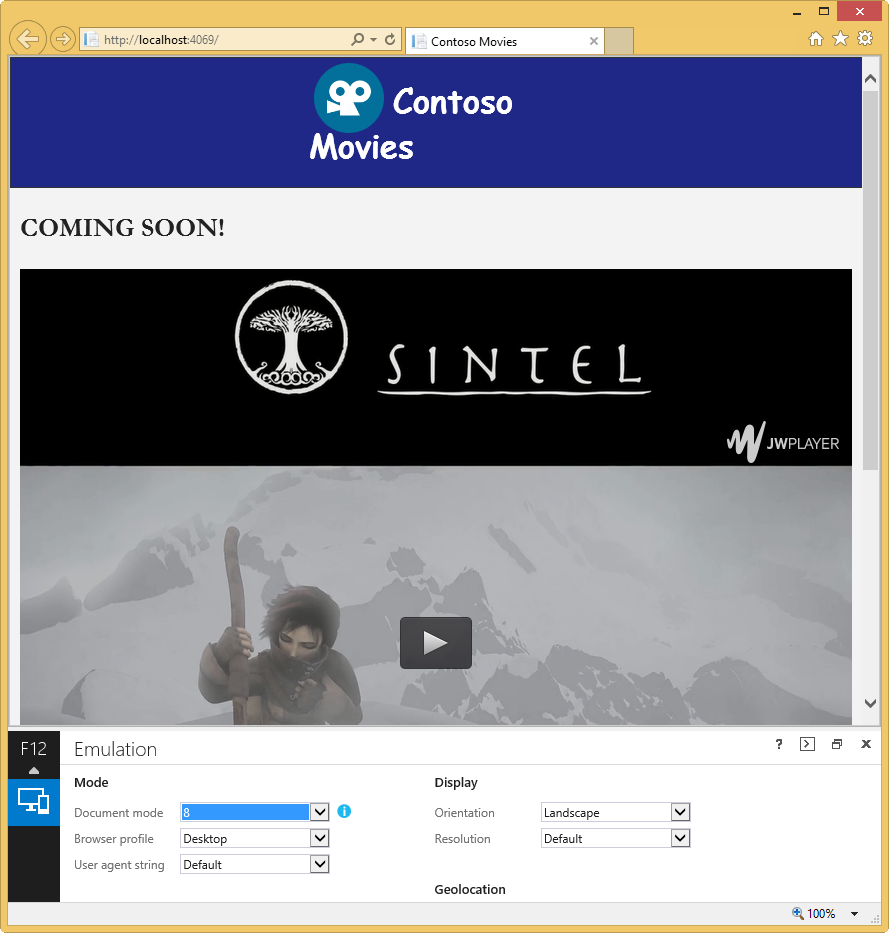 http://localhost:4069/
Contoso Movies
Contoso
Movies
COMING SOON!
SINTEL
JWPLAYER
F12
Emulation
?
Mode
Display
Document mode
8
Orientation
Landscape
Browser profile
Desktop
Resolution
Default
User agent string
Default
Geolocation
100%